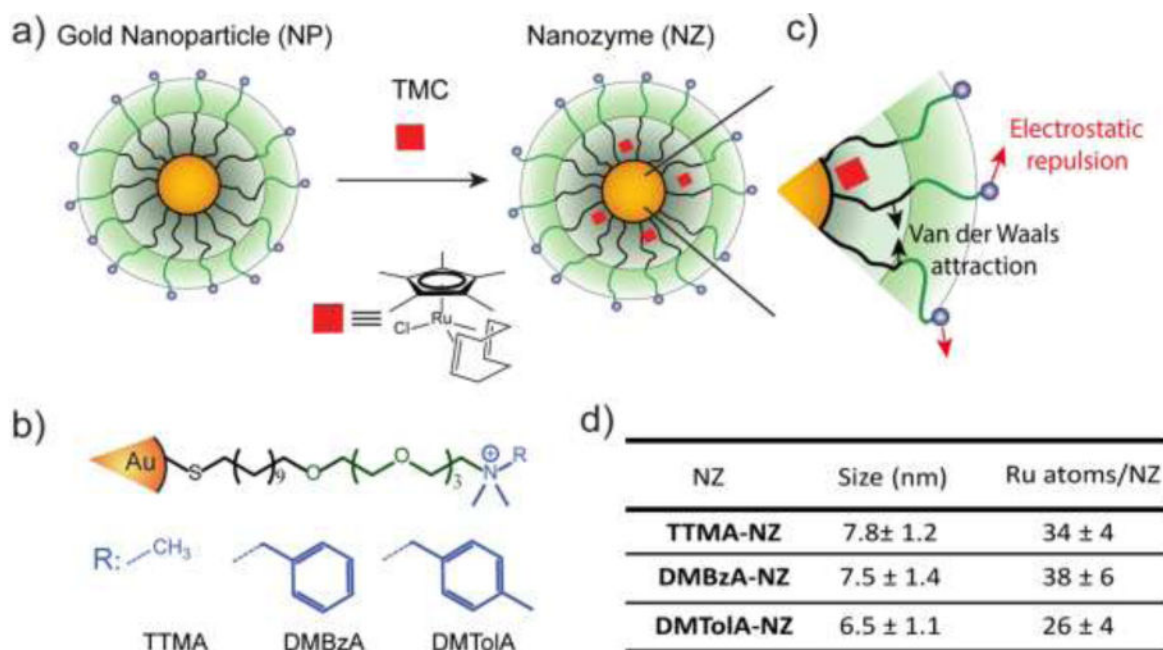 a)
Gold Nanoparticle (NP)
TMC
Nanozyme (NZ)
Ru
Cl
c)
Electrostatic
repulsion
Van der Waals
attraction
b)
Au
S
9
O
O
3
N
⊕
R
R:
CH3
TTMA
DMBzA
DMTolA
d)
NZ Size (nm) Ru atoms/NZ
TTMA-NZ 7.8± 1.2 34 ± 4
DMBzA-NZ 7.5 ± 1.4 38 ± 6
DMTolA-NZ 6.5 ± 1.1 26 ± 4